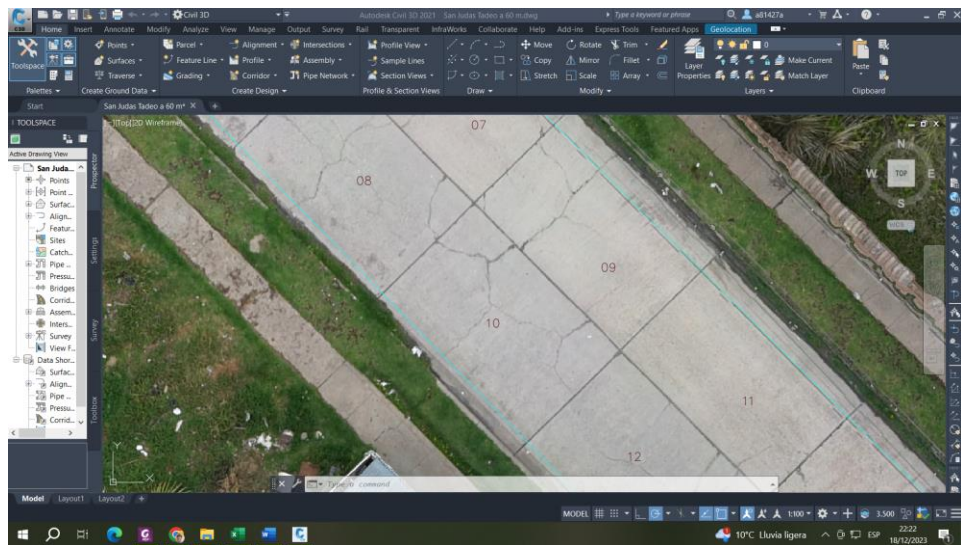 Civil 3D
Autodesk Civil 3D 2021 San Judas Tadeo a 60 m.dwg
Type a keyword or phrase
a81427a
Home Insert Annotate Modify Analyze View Manage Output Survey Rail Transparent InfraWorks Collaborate Help Add-ins Express Tools Featured Apps Geolocation
Toolspace
Points
Surfaces
Traverse
Parcel
Feature Line
Grading
Alignment
Profile
Corridor
Intersections
Assembly
Pipe Network
Profile View
Sample Lines
Section Views
Move
Copy
Stretch
Rotate
Mirror
Scale
Trim
Fillet
Array
Layer Properties
0
Make Current
Match Layer
Paste
Palettes Create Ground Data Create Design Profile & Section Views Draw Modify Layers Clipboard
Start San Judas Tadeo a 60 m* +
TOOLSPACE
Active Drawing View
San Juda...
Points
Point ...
Surfac...
Align...
Featur...
Sites
Catch...
Pipe ...
Pressu...
Bridges
Corrid...
Assem...
Inters...
Survey
View F...
Data Shor...
Surfac...
Align...
Pipe ...
Pressu...
Corrid...
Prospector
Settings
Survey
Toolbox
[-][Top][2D Wireframe]
07
08
09
10
11
12
N
W TOP E
S
WCS
Y
X
Type a command
Model Layout1 Layout2 +
MODEL 1:100 3.500
10°C Lluvia ligera ESP 22:22
18/12/2023